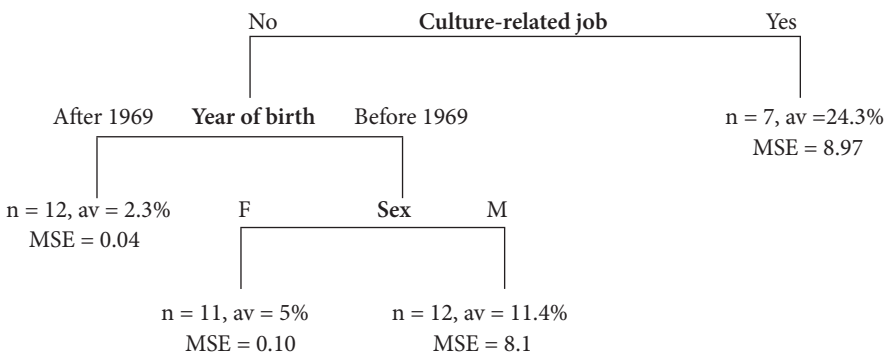 No Culture-related job Yes
After 1969 Year of birth Before 1969
n = 7, av =24.3%
MSE = 8.97
n = 12, av = 2.3%
MSE = 0.04
F Sex M
n = 11, av = 5%
MSE = 0.10
n = 12, av = 11.4%
MSE = 8.1